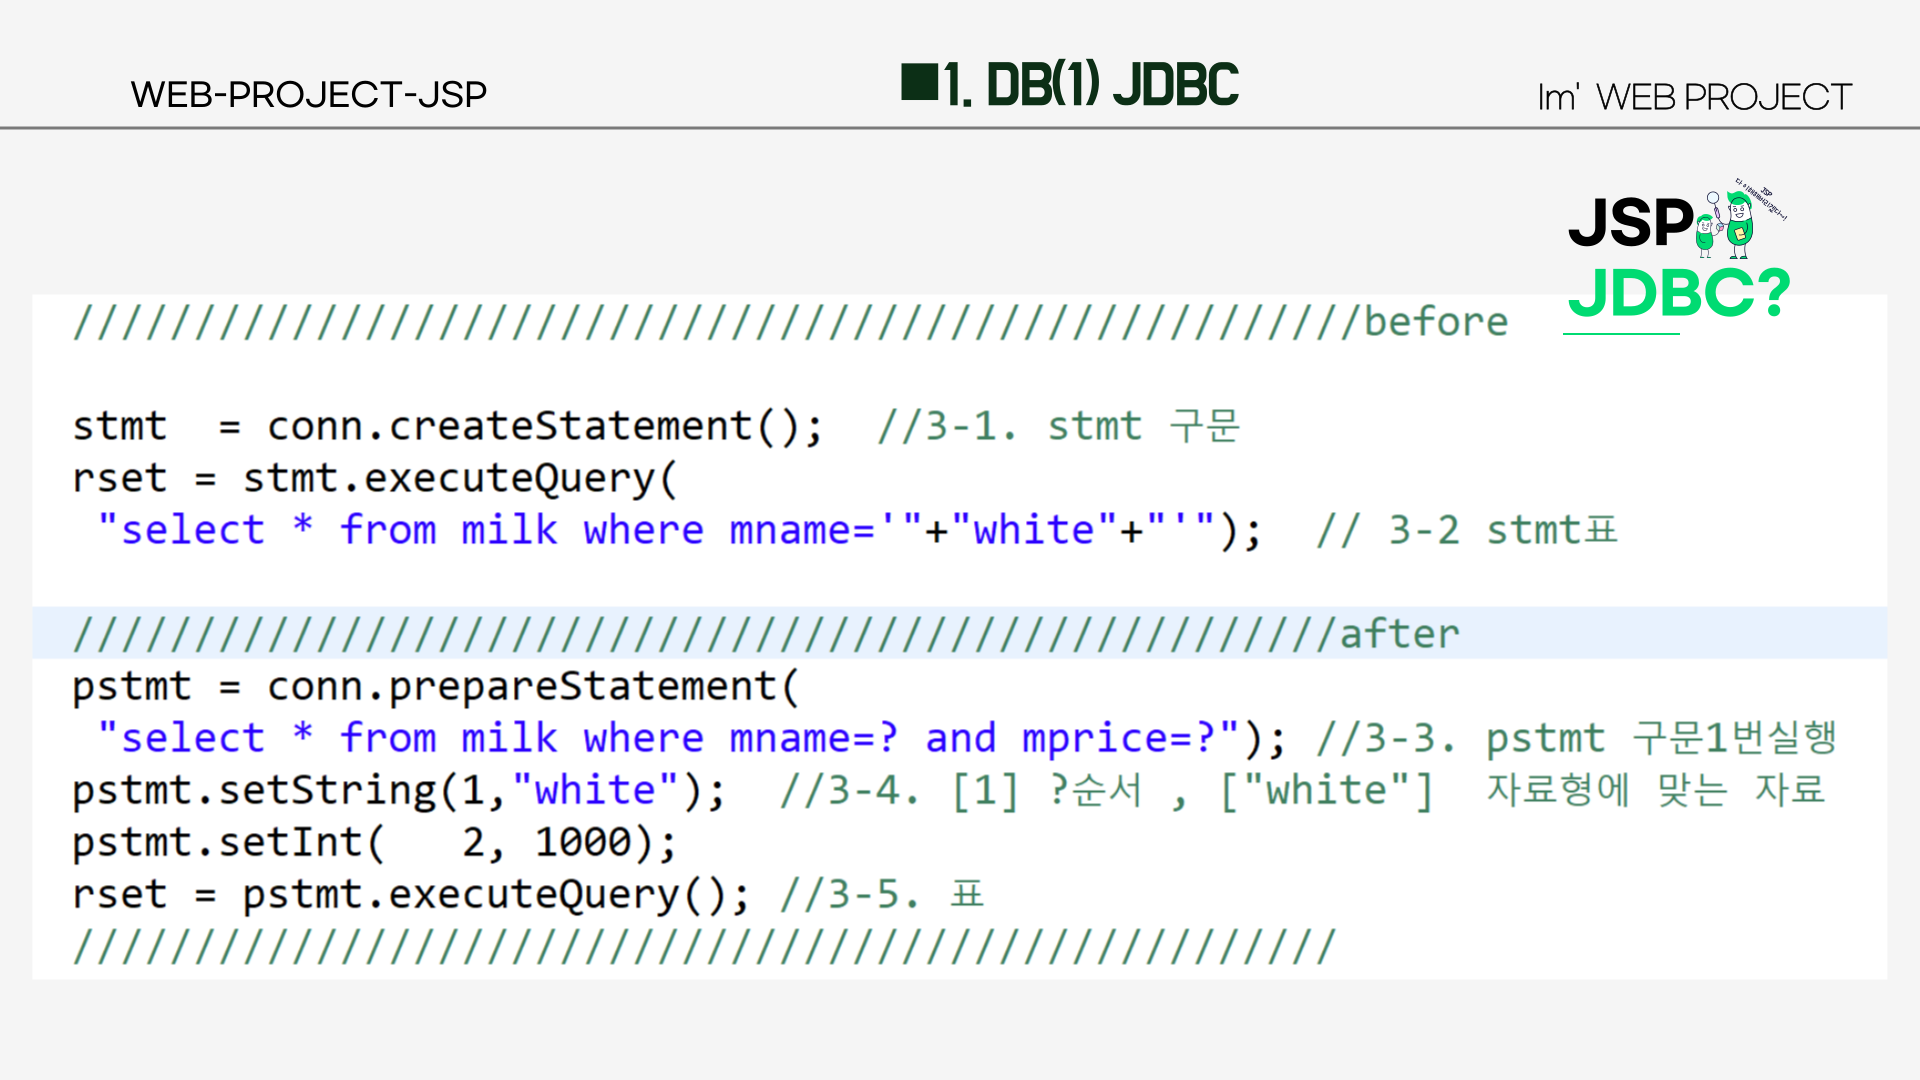 WEB-PROJECT-JSP
■1. DB(1) JDBC
Im' WEB PROJECT
JSP
JSP
JDBC?
/////////////////////////////////////////////////////before
stmt  = conn.createStatement();  //3-1. stmt 구문
rset = stmt.executeQuery(
 "select * from milk where mname='"+"white"+"'");  // 3-2 stmt표
////////////////////////////////////////////////////after
pstmt = conn.prepareStatement(
 "select * from milk where mname=? and mprice=?"); //3-3. pstmt 구문1번실행
pstmt.setString(1,"white");  //3-4. [1] ?순서 , ["white"]  자료형에 맞는 자료
pstmt.setInt(   2, 1000);
rset = pstmt.executeQuery(); //3-5. 표
////////////////////////////////////////////////////